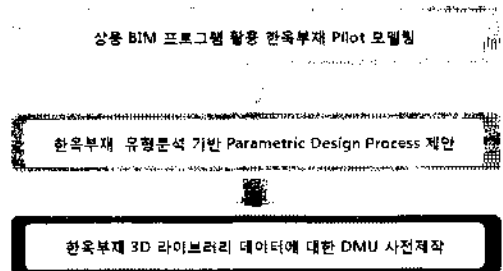 상용 BIM 프로그램 활용 한옥부재 Pilot 모델링
한옥부재 유형분석 기반 Parametric Design Process 제안
한옥부재 3D 라이브러리 데이터에 대한 DMU 사전제작